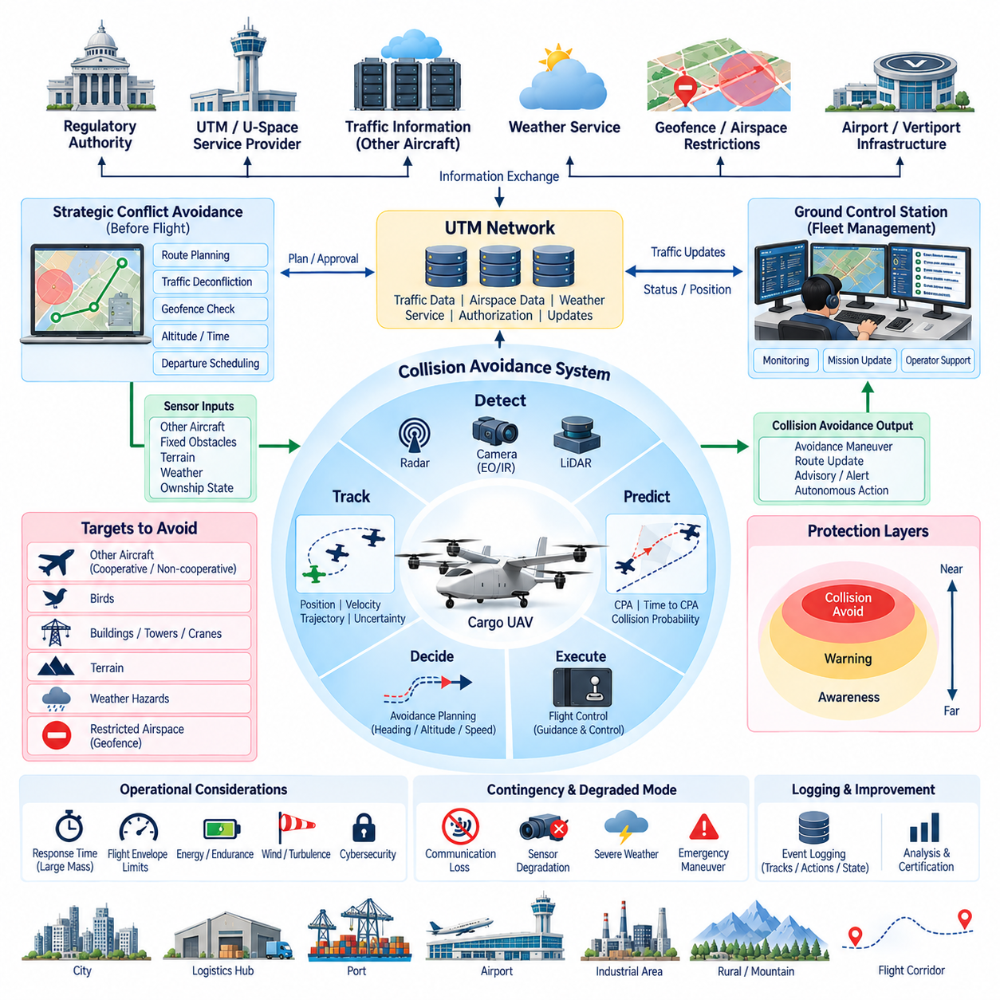 Regulatory
Authority
UTM / U-Space
Service Provider
Traffic Information
(Other Aircraft)
Weather Service
Geofence / Airspace
Restrictions
V
Airport / Vertiport
Infrastructure
Information Exchange
Strategic Conflict Avoidance
(Before Flight)
Route Planning
Traffic Deconfliction
Geofence Check
Altitude / Time
Departure Scheduling
Plan / Approval
UTM Network
Traffic Data | Airspace Data | Weather
Service | Authorization | Updates
Traffic Updates
Status / Position
Ground Control Station
(Fleet Management)
Monitoring
Mission Update
Operator Support
Sensor Inputs
Other Aircraft
Fixed Obstacles
Terrain
Weather
Ownship State
Collision Avoidance System
Detect
Radar
Camera
(EO/IR)
LiDAR
Track
Position | Velocity
Trajectory | Uncertainty
Predict
CPA | Time to CPA
Collision Probability
Cargo UAV
Decide
Avoidance Planning
(Heading / Altitude / Speed)
Execute
Flight Control
(Guidance & Control)
Collision Avoidance Output
Avoidance Maneuver
Route Update
Advisory / Alert
Autonomous Action
Targets to Avoid
Other Aircraft
(Cooperative / Non-cooperative)
Birds
Buildings / Towers / Cranes
Terrain
Weather Hazards
Restricted Airspace
(Geofence)
Protection Layers
Collision
Avoid
Warning
Awareness
Near
Far
Operational Considerations
Response Time
(Large Mass)
Flight Envelope
Limits
Energy / Endurance
Wind / Turbulence
Cybersecurity
Contingency & Degraded Mode
Communication
Loss
Sensor
Degradation
Severe Weather
Emergency
Maneuver
Logging & Improvement
Event Logging
(Tracks / Actions / State)
Analysis &
Certification
City
Logistics Hub
Port
Airport
Industrial Area
Rural / Mountain
Flight Corridor